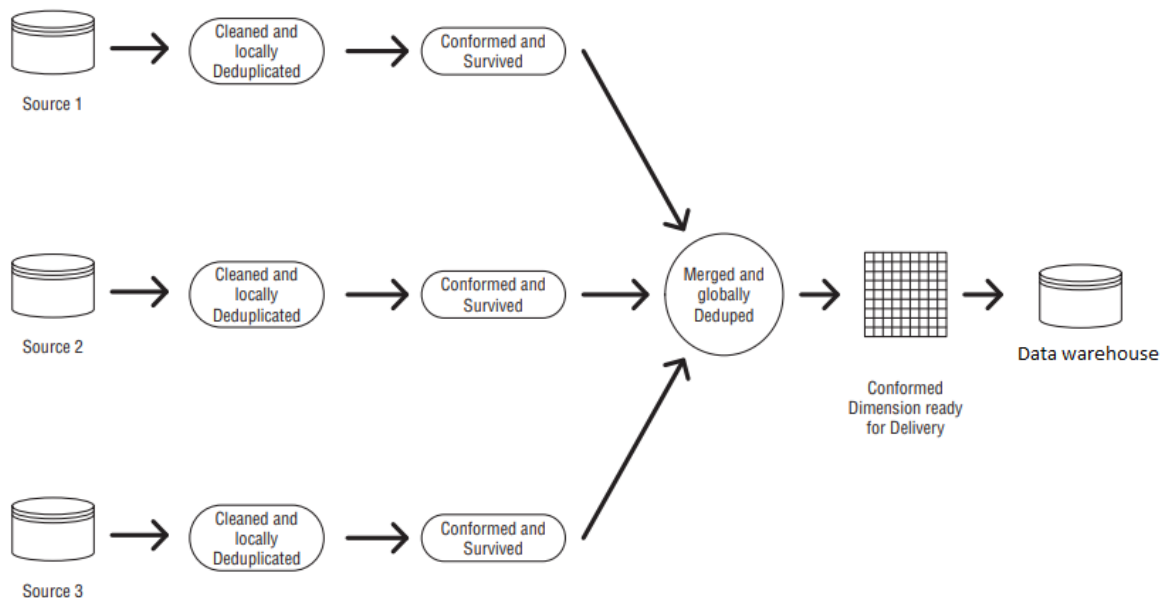 Cleaned and
locally
Deduplicated
Conformed and
Survived
Source 1
Cleaned and
locally
Deduplicated
Conformed and
Survived
Source 2
Merged and
globally
Deduped
Conformed
Dimension ready
for Delivery
Data warehouse
Cleaned and
locally
Deduplicated
Conformed and
Survived
Source 3